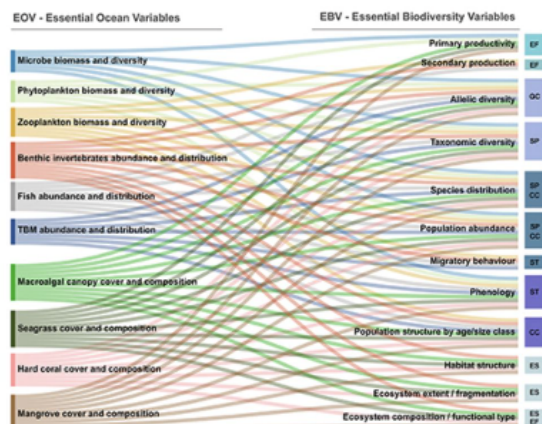 EOV - Essential Ocean Variables
EBV - Essential Biodiversity Variables
Microbe biomass and diversity
Phytoplankton biomass and diversity
Zooplankton biomass and diversity
Benthic invertebrates abundance and distribution
Fish abundance and distribution
TBM abundance and distribution
Macroalgal canopy cover and composition
Seagrass cover and composition
Hard coral cover and composition
Mangrove cover and composition
Primary productivity
Secondary production
Allelic diversity
Taxonomic diversity
Species distribution
Population abundance
Migratory behaviour
Phenology
Population structure by age/size class
Habitat structure
Ecosystem extent / fragmentation
Ecosystem composition / functional type
EF
EF
GC
SP
SP
CC
SP
CC
ST
ST
CC
ES
ES
ES
EF